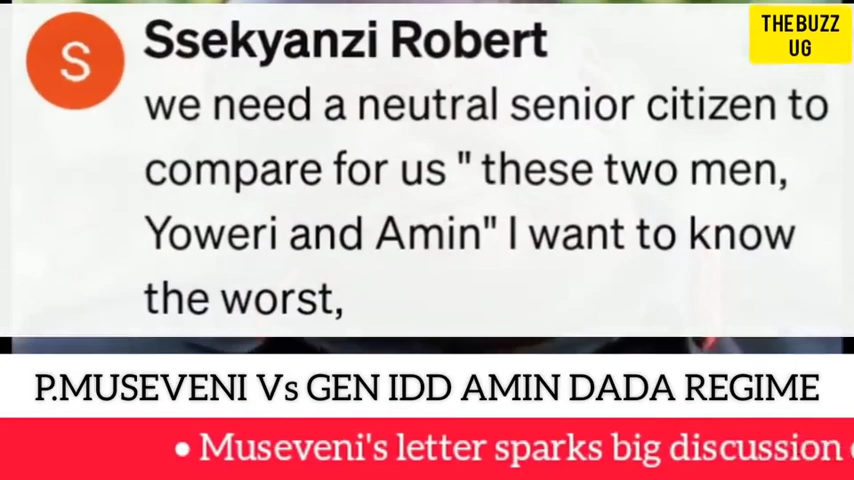 S
Ssekyanzi Robert
THE BUZZ
UG
we need a neutral senior citizen to
compare for us " these two men,
Yoweri and Amin" I want to know
the worst,
P.MUSEVENI Vs GEN IDD AMIN DADA REGIME
• Museveni's letter sparks big discussion